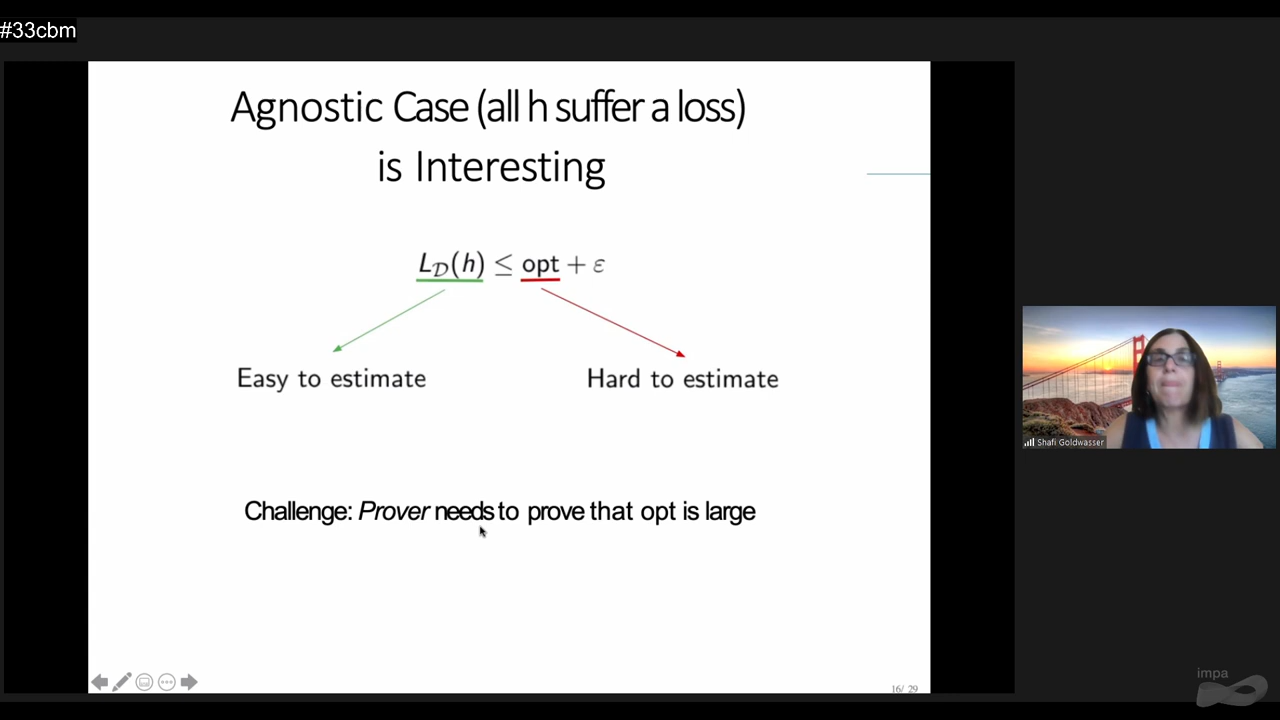 #33cbm
Agnostic Case (all h suffer a loss)
is Interesting
L_D(h) ≤ opt + ε
Easy to estimate
Hard to estimate
Challenge: Prover needs to prove that opt is large
Shafi Goldwasser
16/ 29
impa